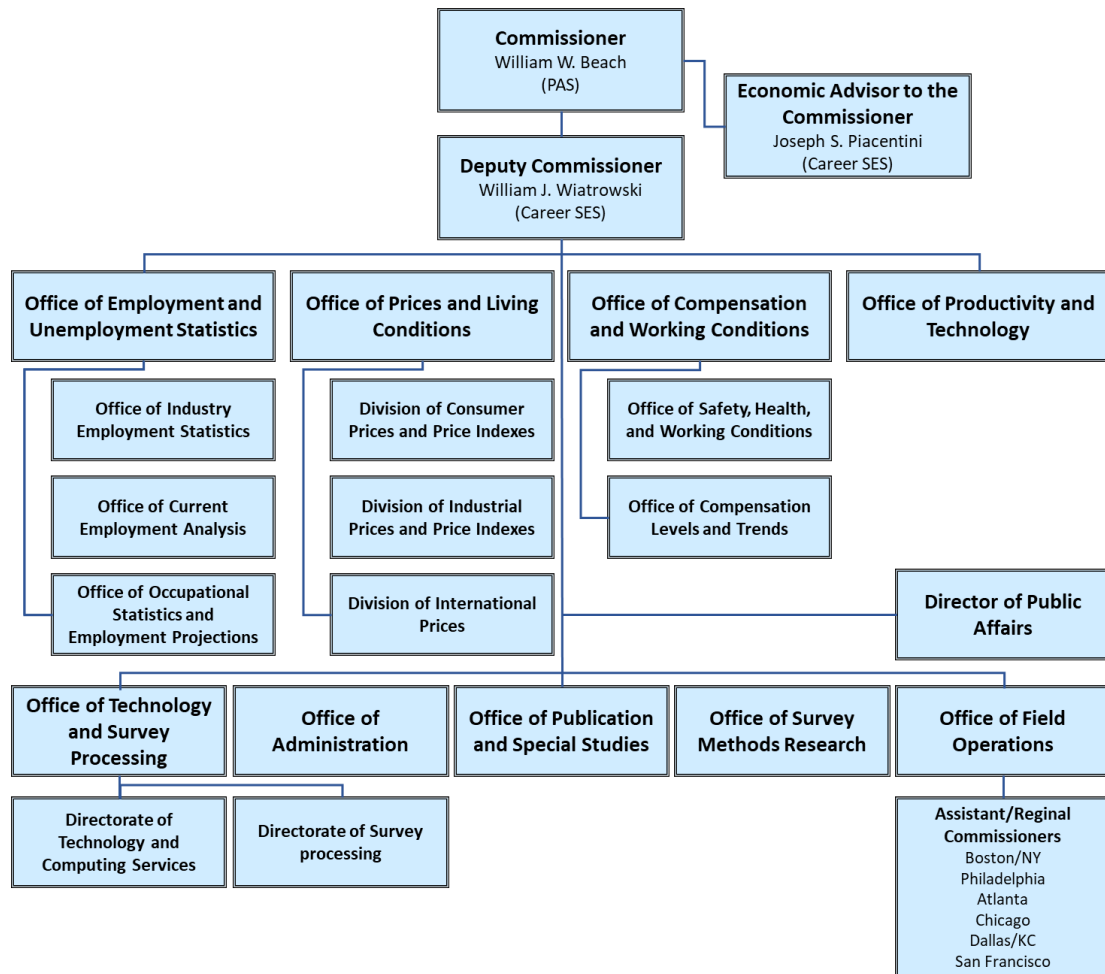 Commissioner
William W. Beach
(PAS)
Economic Advisor to the
Commissioner
Joseph S. Piacentini
(Career SES)
Deputy Commissioner
William J. Wiatrowski
(Career SES)
Office of Employment and
Unemployment Statistics
Office of Prices and Living
Conditions
Office of Compensation
and Working Conditions
Office of Productivity and
Technology
Office of Industry
Employment Statistics
Division of Consumer
Prices and Price Indexes
Office of Safety, Health,
and Working Conditions
Office of Current
Employment Analysis
Division of Industrial
Prices and Price Indexes
Office of Compensation
Levels and Trends
Office of Occupational
Statistics and
Employment Projections
Division of International
Prices
Director of Public
Affairs
Office of Technology
and Survey
Processing
Office of
Administration
Office of Publication
and Special Studies
Office of Survey
Methods Research
Office of Field
Operations
Directorate of
Technology and
Computing Services
Directorate of Survey
processing
Assistant/Reginal
Commissioners
Boston/NY
Philadelphia
Atlanta
Chicago
Dallas/KC
San Francisco